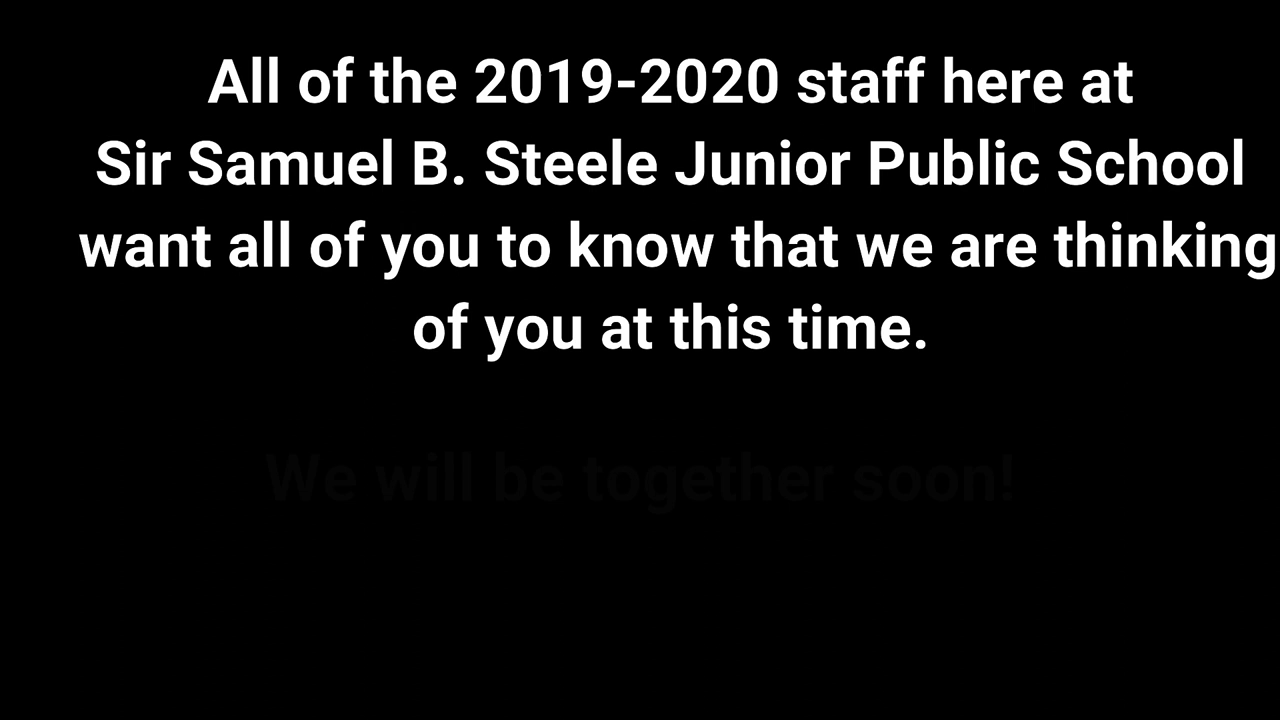 All of the 2019-2020 staff here at
Sir Samuel B. Steele Junior Public School
want all of you to know that we are thinking
of you at this time.
We will be together soon!